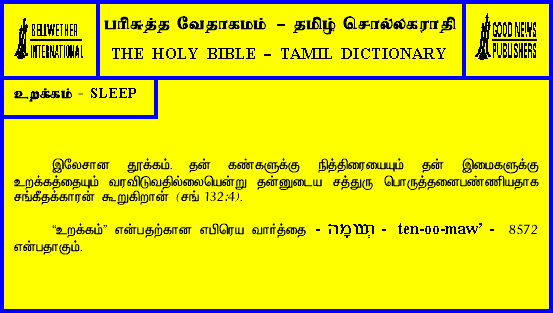 BELLWETHER
INTERNATIONAL
பரிசுத்த வேதாகமம் – தமிழ் சொல்லகராதி
THE HOLY BIBLE – TAMIL DICTIONARY
GOOD NEWS
PUBLISHERS
உறக்கம் - SLEEP
இலேசான தூக்கம். தன் கண்களுக்கு நித்திரையையும் தன் இமைகளுக்கு
உறக்கத்தையும் வரவிடுவதில்லையென்று தன்னுடைய சத்துரு பொருத்தனைபண்ணியதாக
சங்கீதக்காரன் கூறுகிறான் (சங் 132:4).
“உறக்கம்” என்பதற்கான எபிரெய வார்த்தை - תְּנוּמָה - ten-oo-maw’ - 8572
என்பதாகும்.